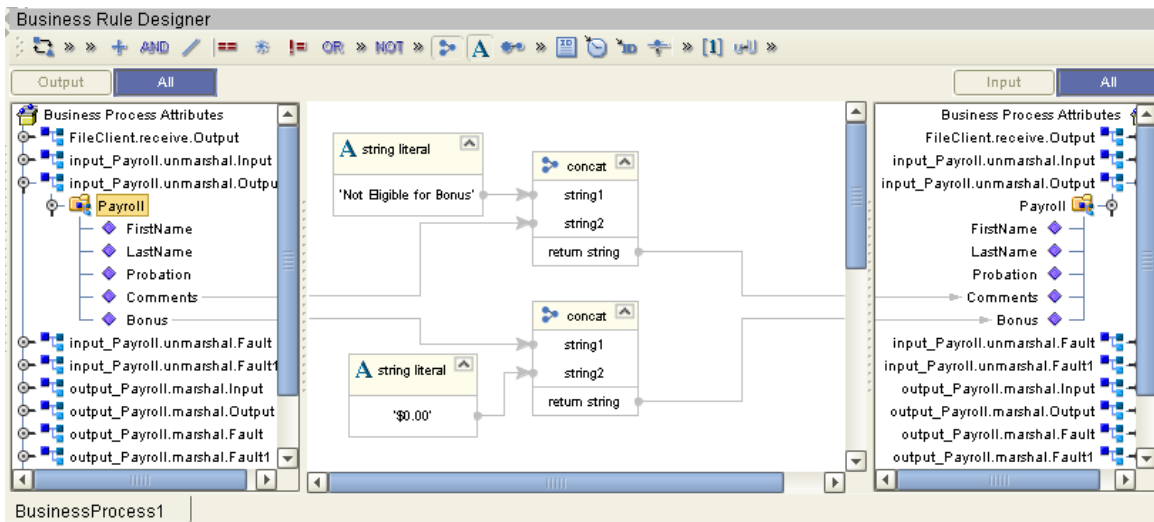 Business Rule Designer
» » AND == != OR » NOT » A » ID ID » [1] »
Output All Input All
Business Process Attributes
FileClient.receive.Output
input_Payroll.unmarshal.Input
input_Payroll.unmarshal.Outpu
Payroll
FirstName
LastName
Probation
Comments
Bonus
input_Payroll.unmarshal.Fault
input_Payroll.unmarshal.Fault1
output_Payroll.marshal.Input
output_Payroll.marshal.Output
output_Payroll.marshal.Fault
output_Payroll.marshal.Fault1
A string literal
'Not Eligible for Bonus'
concat
string1
string2
return string
A string literal
'$0.00'
concat
string1
string2
return string
Business Process Attributes
FileClient.receive.Output
input_Payroll.unmarshal.Input
input_Payroll.unmarshal.Output
Payroll
FirstName
LastName
Probation
Comments
Bonus
input_Payroll.unmarshal.Fault
input_Payroll.unmarshal.Fault1
output_Payroll.marshal.Input
output_Payroll.marshal.Output
output_Payroll.marshal.Fault
output_Payroll.marshal.Fault1
BusinessProcess1